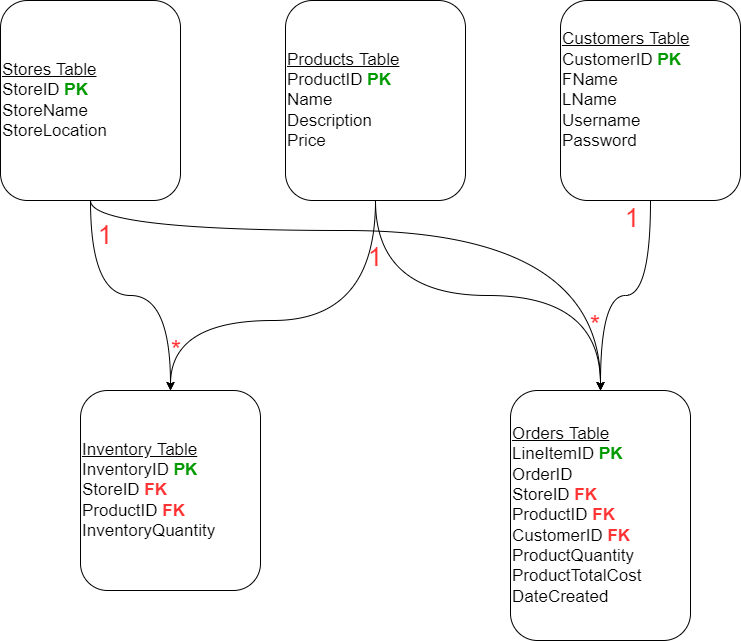 Stores Table
StoreID PK
StoreName
StoreLocation
Products Table
ProductID PK
Name
Description
Price
Customers Table
CustomerID PK
FName
LName
Username
Password
1
1
1
*
*
Inventory Table
InventoryID PK
StoreID FK
ProductID FK
InventoryQuantity
Orders Table
LineItemID PK
OrderID
StoreID FK
ProductID FK
CustomerID FK
ProductQuantity
ProductTotalCost
DateCreated